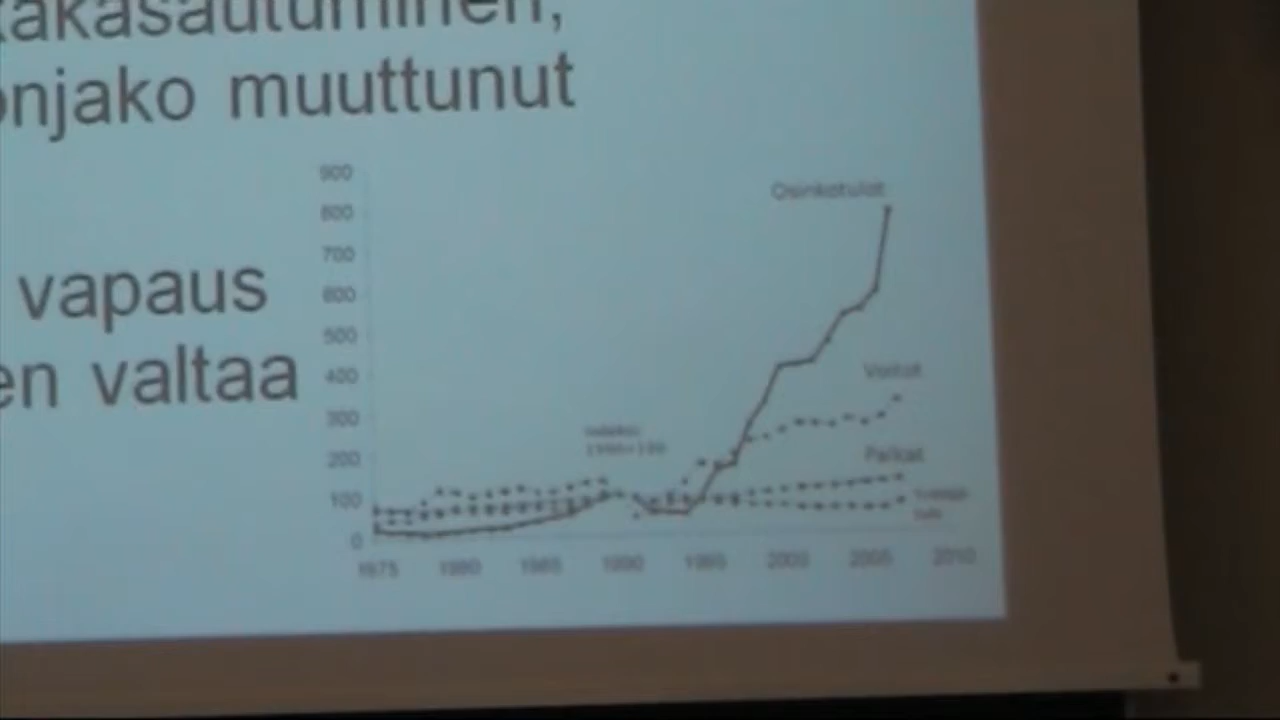 akasautuminen,
onjako muuttunut
vapaus
en valtaa
900
800
700
600
500
400
300
200
100
0
Osinkotulot
Voitot
Palkat
1990=100
1975 1980 1985 1990 1995 2000 2005 2010